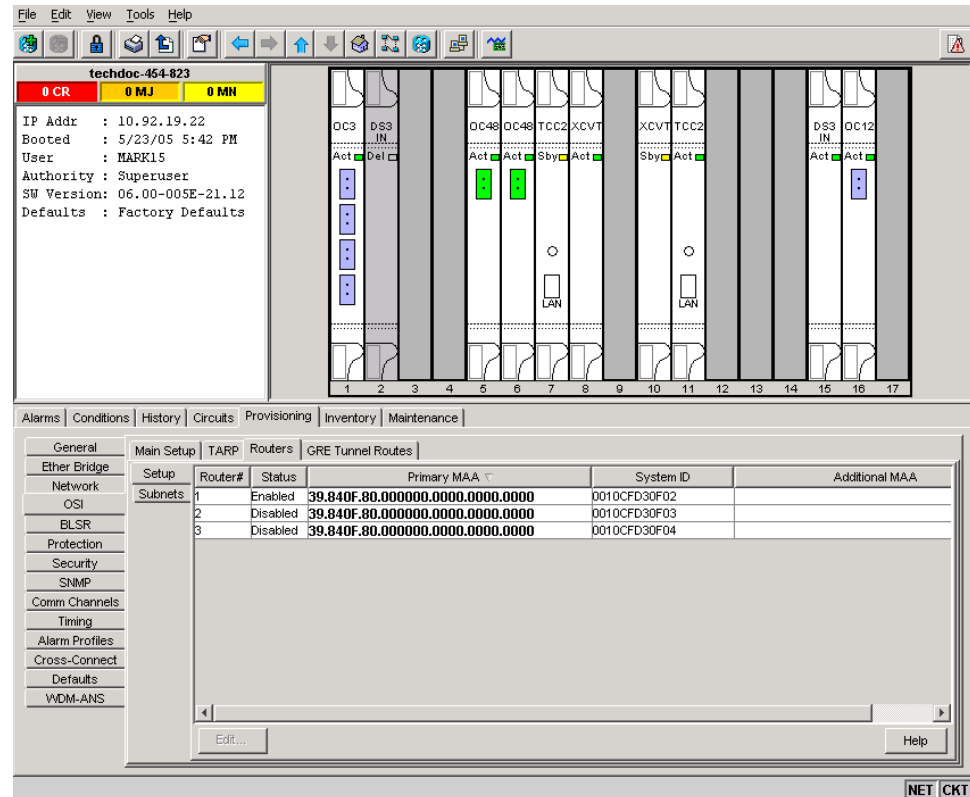 File Edit View Tools Help
techdoc-454-823
0 CR 0 MJ 0 MN
IP Addr : 10.92.19.22
Booted : 5/23/05 5:42 PM
User : MARK15
Authority : Superuser
SW Version: 06.00-005E-21.12
Defaults : Factory Defaults
OC3 DS3 IN OC48 OC48 TCC2 XCVT XCVT TCC2 DS3 IN OC12
Act Del Act Act Sby Act Sby Act Act Act
LAN LAN
1 2 3 4 5 6 7 8 9 10 11 12 13 14 15 16 17
Alarms Conditions History Circuits Provisioning Inventory Maintenance
General
Ether Bridge
Network
OSI
BLSR
Protection
Security
SNMP
Comm Channels
Timing
Alarm Profiles
Cross-Connect
Defaults
WDM-ANS
Main Setup TARP Routers GRE Tunnel Routes
Setup
Subnets
Router# Status Primary MAA System ID Additional MAA
1 Enabled 39.840F.80.000000.0000.0000.0000 0010CFD30F02
2 Disabled 39.840F.80.000000.0000.0000.0000 0010CFD30F03
3 Disabled 39.840F.80.000000.0000.0000.0000 0010CFD30F04
Edit... Help
NET CKT